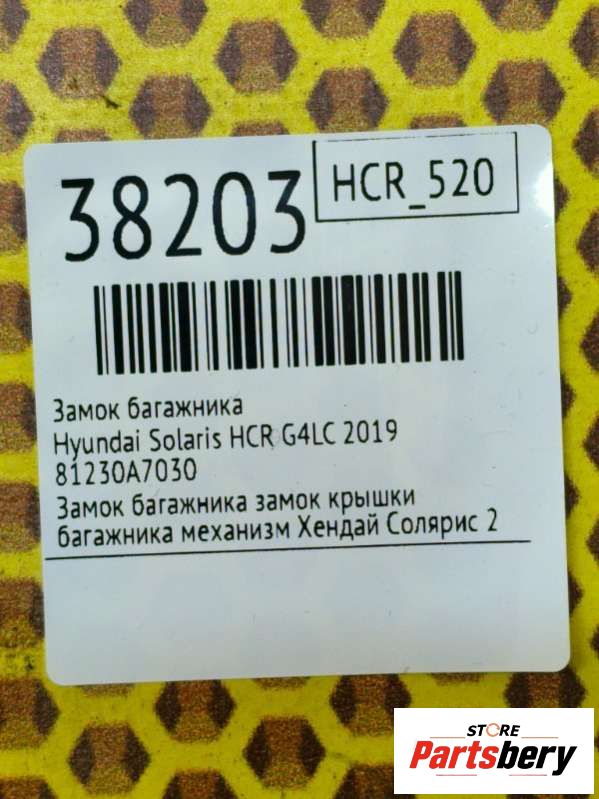 38203
HCR_520
Замок багажника
Hyundai Solaris HCR G4LC 2019
81230A7030
Замок багажника замок крышки
багажника механизм Хендай Солярис 2
STORE
Partsbery